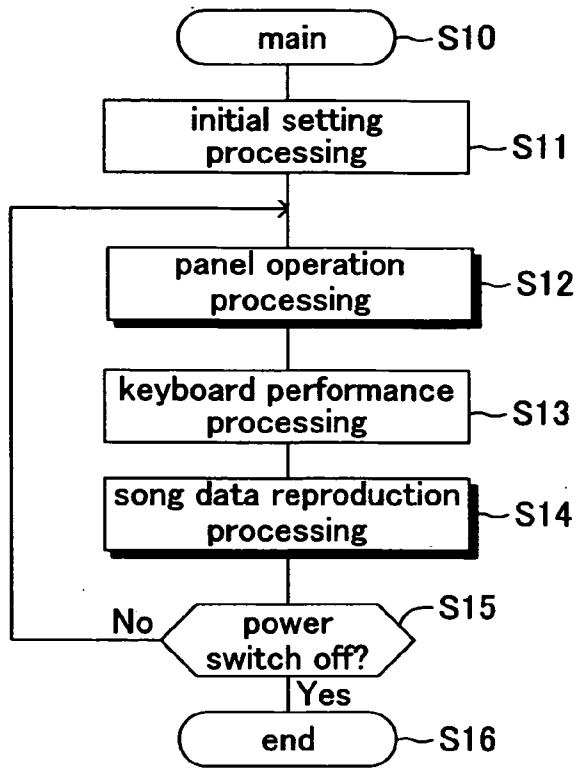 main
S10
initial setting
processing
S11
panel operation
processing
S12
keyboard performance
processing
S13
song data reproduction
processing
S14
No
power
switch off?
S15
Yes
end
S16